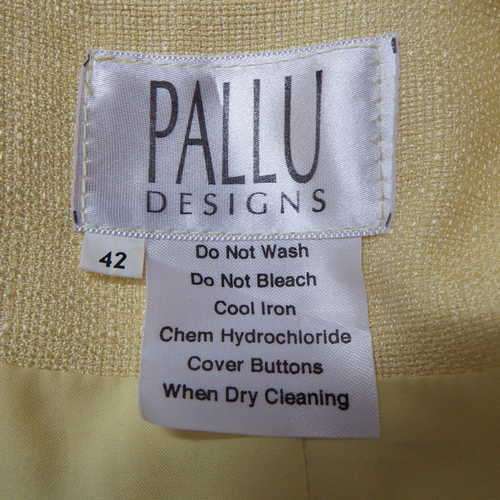 PALLU
DESIGNS
42
Do Not Wash
Do Not Bleach
Cool Iron
Chem Hydrochloride
Cover Buttons
When Dry Cleaning